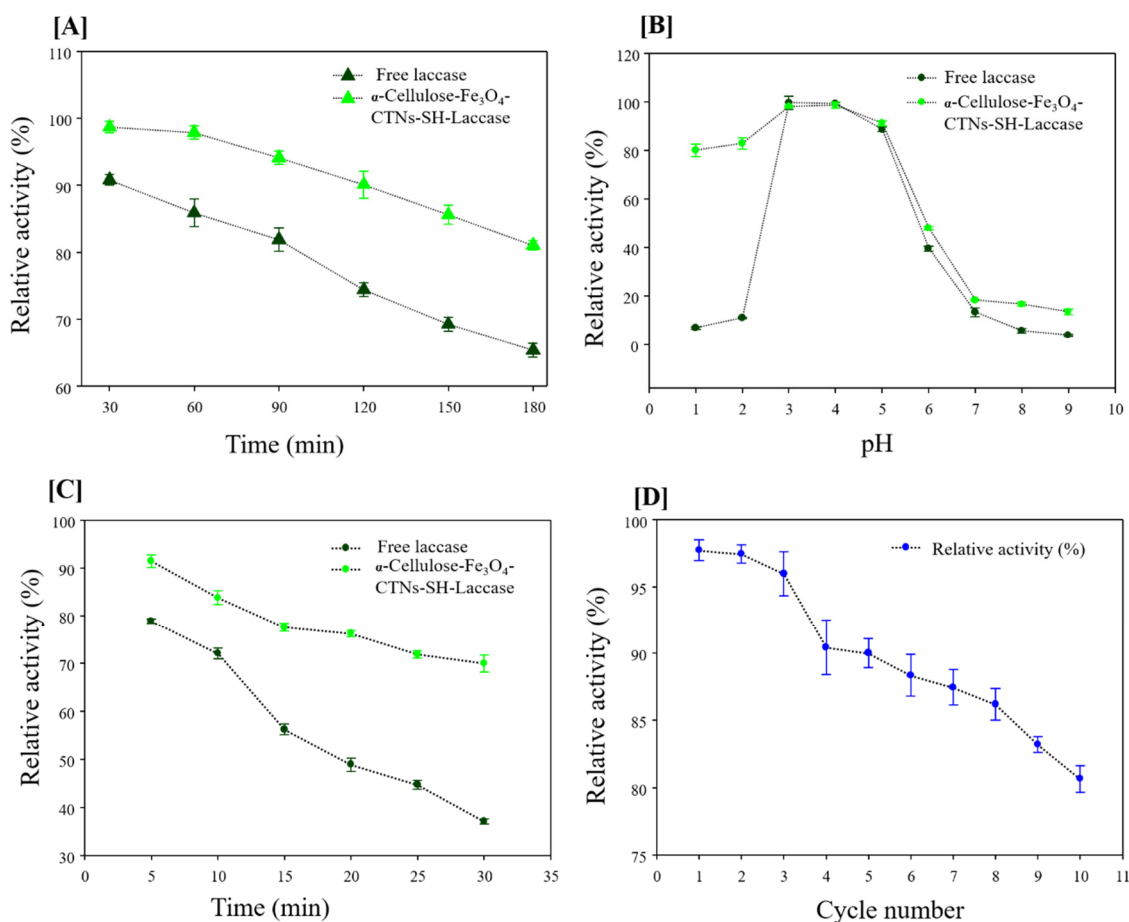 [A]
110
100
90
80
70
60
Relative activity (%)
Free laccase
α-Cellulose-Fe₃O₄-
CTNs-SH-Laccase
30 60 90 120 150 180
Time (min)
[B]
120
100
80
60
40
20
0
Relative activity (%)
Free laccase
α-Cellulose-Fe₃O₄-
CTNs-SH-Laccase
0 1 2 3 4 5 6 7 8 9 10
pH
[C]
100
90
80
70
60
50
40
30
Relative activity (%)
Free laccase
α-Cellulose-Fe₃O₄-
CTNs-SH-Laccase
0 5 10 15 20 25 30 35
Time (min)
[D]
100
95
90
85
80
75
Relative activity (%)
Relative activity (%)
0 1 2 3 4 5 6 7 8 9 10 11
Cycle number